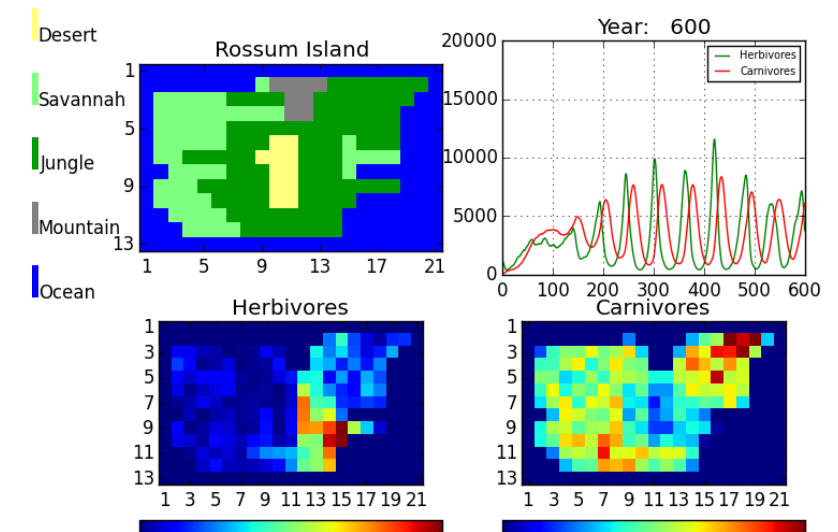 Desert
Savannah
Jungle
Mountain
Ocean
Rossum Island
1
5
9
13
1 5 9 13 17 21
Year: 600
20000
15000
10000
5000
0
0 100 200 300 400 500 600
Herbivores
Carnivores
Herbivores
1
3
5
7
9
11
13
1 3 5 7 9 11 13 15 17 19 21
Carnivores
1
3
5
7
9
11
13
1 3 5 7 9 11 13 15 17 19 21